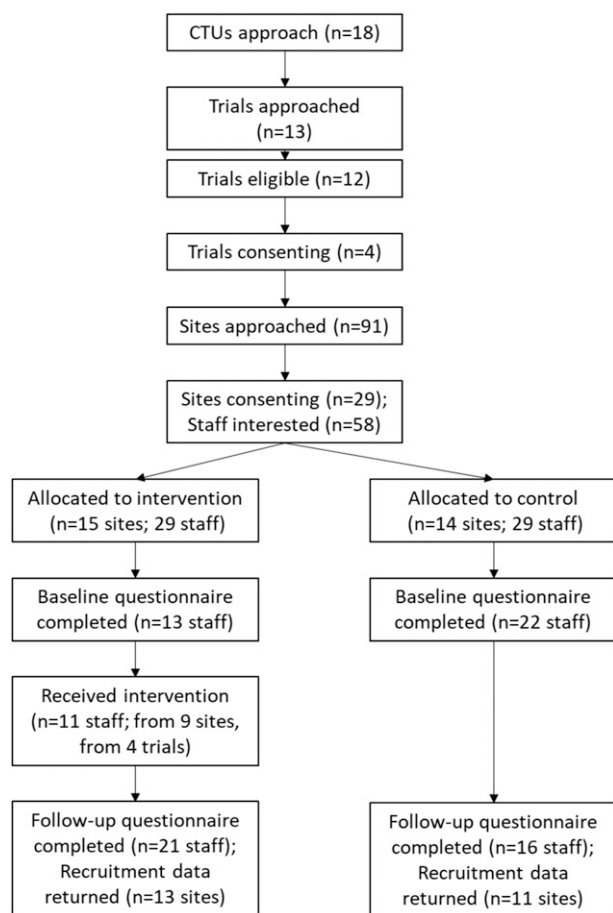 CTUs approach (n=18)
Trials approached
(n=13)
Trials eligible (n=12)
Trials consenting (n=4)
Sites approached (n=91)
Sites consenting (n=29);
Staff interested (n=58)
Allocated to intervention
(n=15 sites; 29 staff)
Allocated to control
(n=14 sites; 29 staff)
Baseline questionnaire
completed (n=13 staff)
Baseline questionnaire
completed (n=22 staff)
Received intervention
(n=11 staff; from 9 sites,
from 4 trials)
Follow-up questionnaire
completed (n=21 staff);
Recruitment data
returned (n=13 sites)
Follow-up questionnaire
completed (n=16 staff);
Recruitment data
returned (n=11 sites)